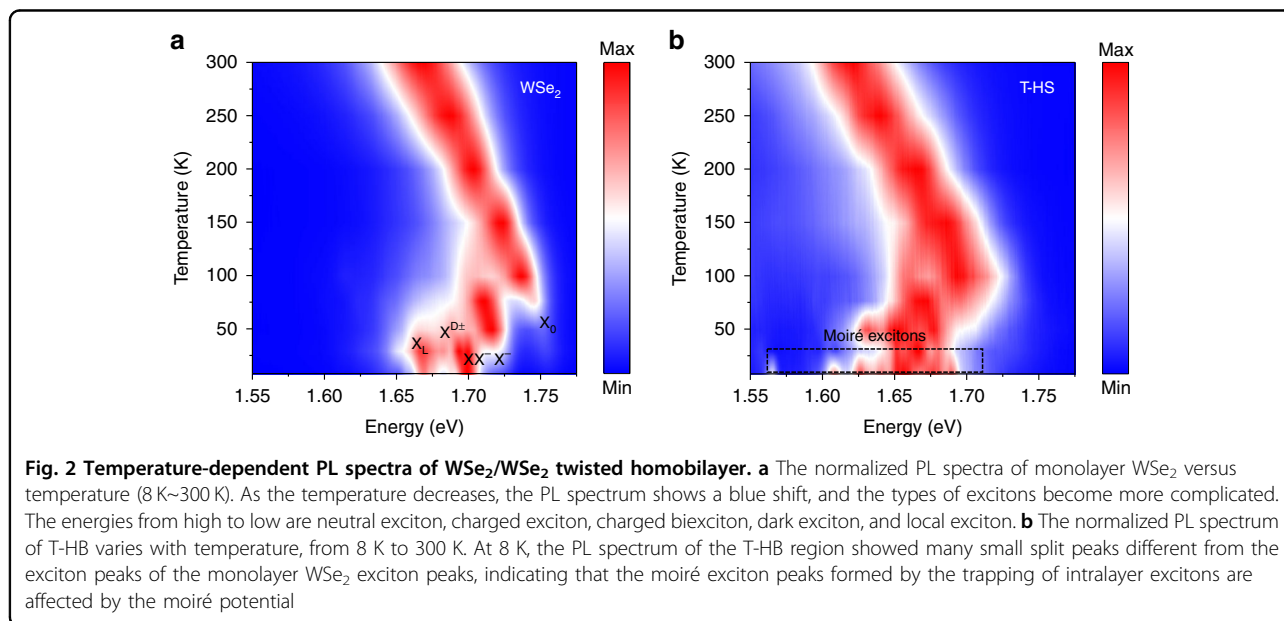 a
b
Max
Max
300
250
200
150
100
50
Temperature (K)
WSe₂
X_L
X^D±
XX⁻ X⁻
X₀
Min
1.55 1.60 1.65 1.70 1.75
Energy (eV)
300
250
200
150
100
50
Temperature (K)
T-HS
Moiré excitons
Min
1.55 1.60 1.65 1.70 1.75
Energy (eV)
Fig. 2 Temperature-dependent PL spectra of WSe₂/WSe₂ twisted homobilayer. a The normalized PL spectra of monolayer WSe₂ versus
temperature (8 K~300 K). As the temperature decreases, the PL spectrum shows a blue shift, and the types of excitons become more complicated.
The energies from high to low are neutral exciton, charged exciton, charged biexciton, dark exciton, and local exciton. b The normalized PL spectrum
of T-HB varies with temperature, from 8 K to 300 K. At 8 K, the PL spectrum of the T-HB region showed many small split peaks different from the
exciton peaks of the monolayer WSe₂ exciton peaks, indicating that the moiré exciton peaks formed by the trapping of intralayer excitons are
affected by the moiré potential